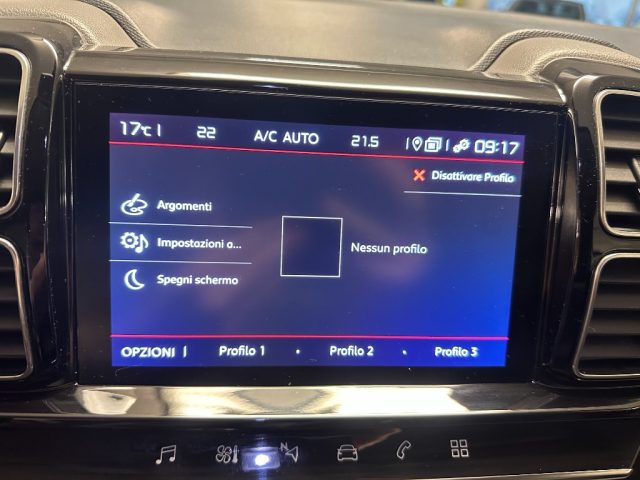 17°C 22 A/C AUTO 21.5 09:17
Disattivare Profilo
Argomenti
Impostazioni a...
Nessun profilo
Spegni schermo
OPZIONI Profilo 1 • Profilo 2 • Profilo 3
N